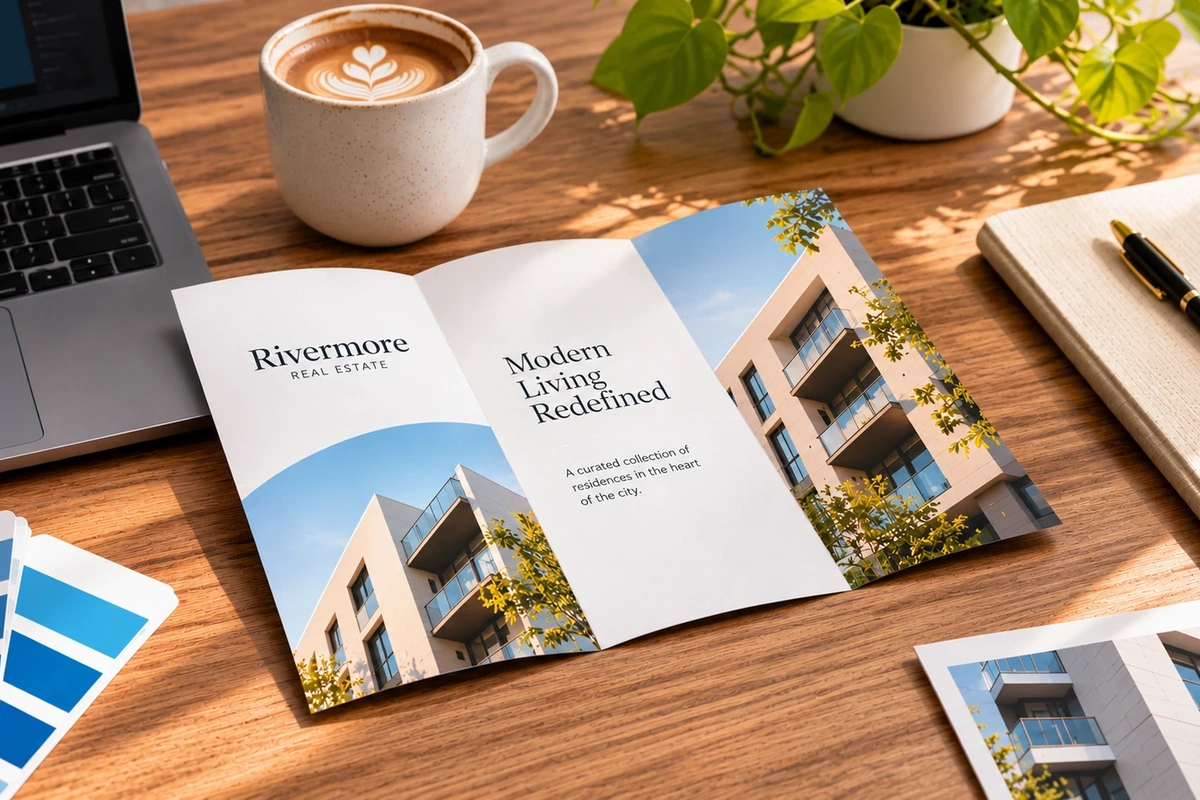 Rivermore
REAL ESTATE
Modern
Living
Redefined
A curated collection of
residences in the heart
of the city.